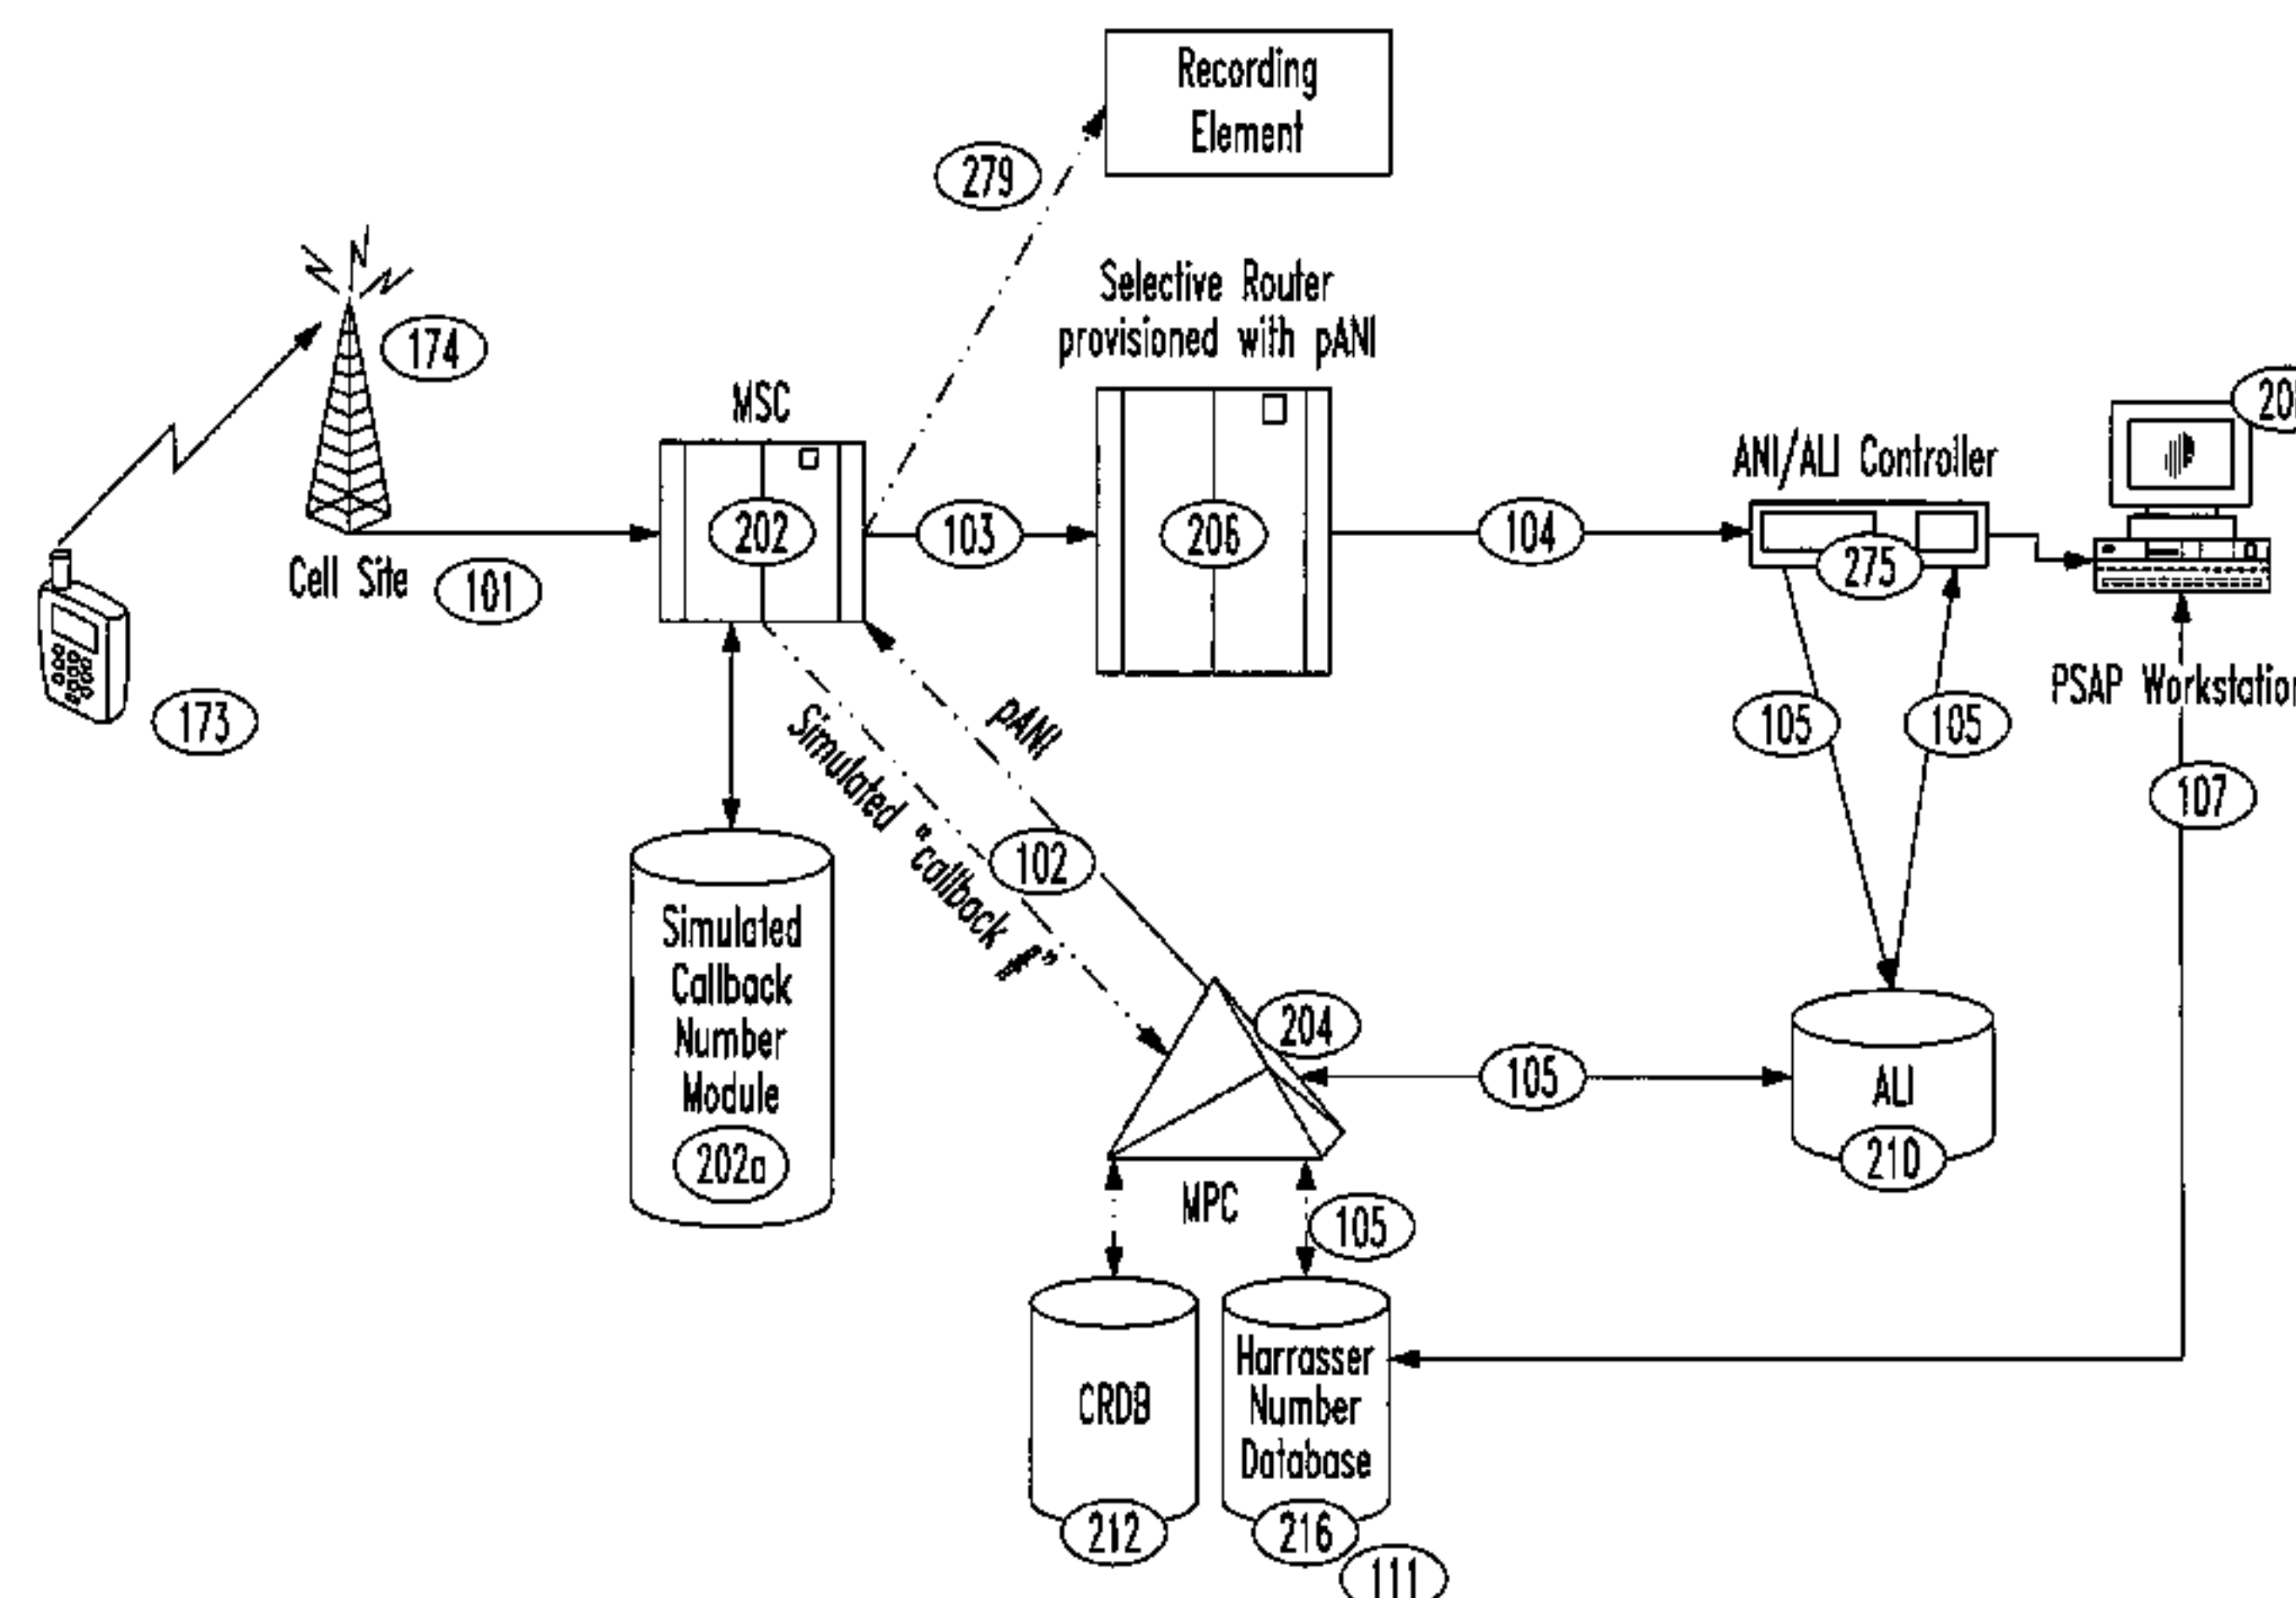 Recording
Element
279
Selective Router
provisioned with pANI
174
MSC
ANI/ALI Controller
202
103
206
104
275
Cell Site
101
173
PSAP
pANI
Simulated "callback #"
105
105
107
102
Simulated
Callback
Number
Module
202a
204
105
ALI
210
MPC
105
CRDB
212
Harrasser
Number
Database
216
111